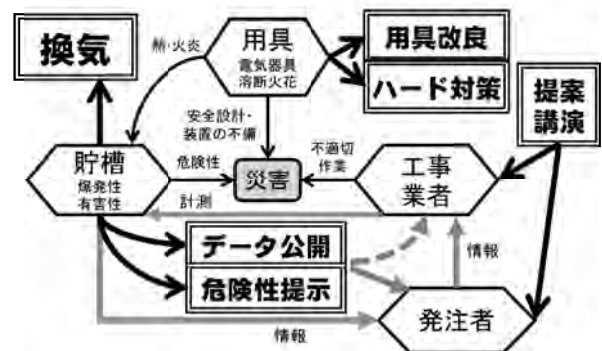 換気
熱・火炎
用具
電気器具
溶断火花
用具改良
ハード対策
提案
講演
安全設計・
装置の不備
貯槽
爆発性
有害性
危険性
災害
不適切
作業
工事
業者
計測
データ公開
危険性提示
情報
情報
発注者